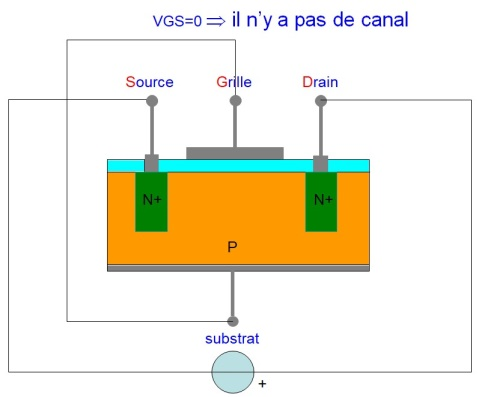 VGS=0 ⇒ il n’y a pas de canal
Source Grille Drain
N+ N+
P
substrat
+